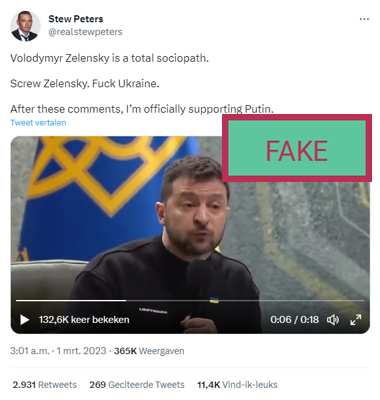 Stew Peters
@realstewpeters
Volodymyr Zelensky is a total sociopath.
Screw Zelensky. Fuck Ukraine.
After these comments, I'm officially supporting Putin.
Tweet vertalen
FAKE
132,6K keer bekeken
0:06 / 0:18
3:01 a.m. · 1 mrt. 2023 · 365K Weergaven
2.931 Retweets 269 Geciteerde Tweets 11,4K Vind-ik-leuks